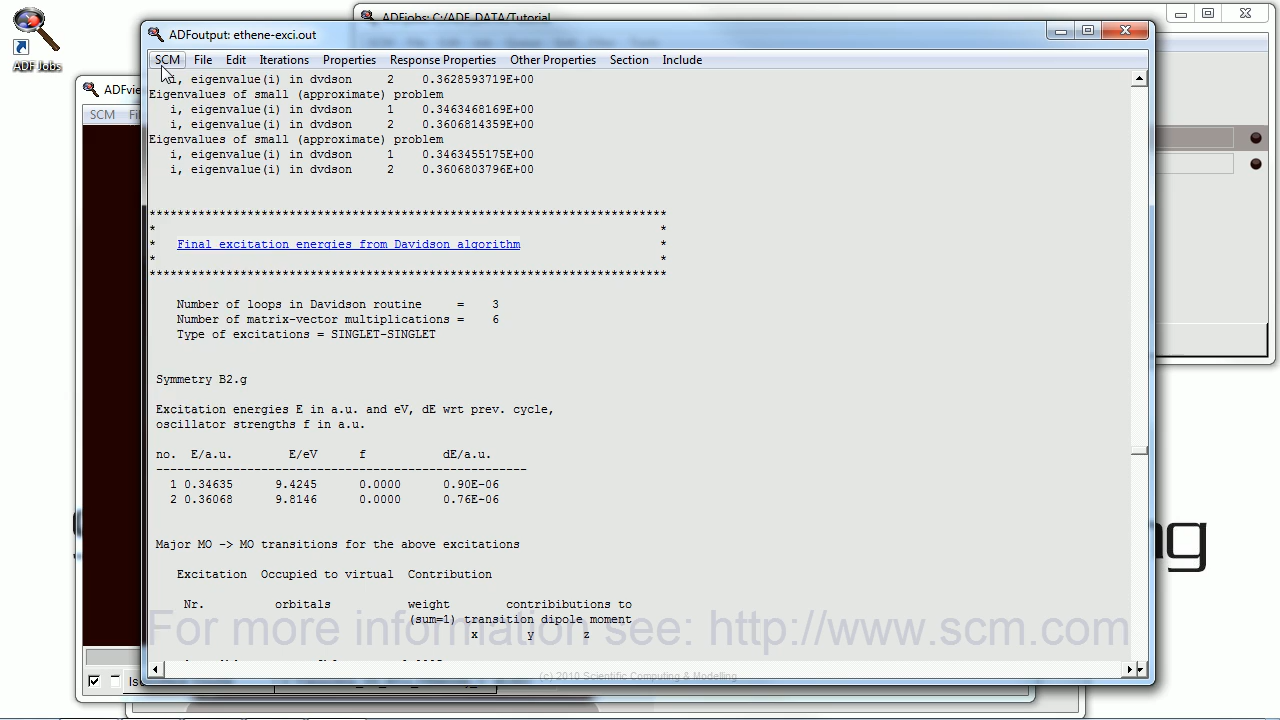 ADFjobs: C:/ADF_DATA/Tutorial
ADFoutput: ethene-exci.out
ADF Jobs
SCM File Edit Iterations Properties Response Properties Other Properties Section Include
i, eigenvalue(i) in dvdson 2 0.3628593719E+00
Eigenvalues of small (approximate) problem
i, eigenvalue(i) in dvdson 1 0.3463468169E+00
i, eigenvalue(i) in dvdson 2 0.3606814359E+00
Eigenvalues of small (approximate) problem
i, eigenvalue(i) in dvdson 1 0.3463455175E+00
i, eigenvalue(i) in dvdson 2 0.3606803796E+00
SCM
**************************************************************************
* *
* Final excitation energies from Davidson algorithm *
* *
**************************************************************************
Number of loops in Davidson routine = 3
Number of matrix-vector multiplications = 6
Type of excitations = SINGLET-SINGLET
Symmetry B2.g
Excitation energies E in a.u. and eV, dE wrt prev. cycle,
oscillator strengths f in a.u.
no. E/a.u. E/eV f dE/a.u.
-----------------------------------------------------
1 0.34635 9.4245 0.0000 0.90E-06
2 0.36068 9.8146 0.0000 0.76E-06
Major MO -> MO transitions for the above excitations
Excitation Occupied to virtual Contribution
Nr. orbitals weight contribibutions to
(sum=1) transition dipole moment
x y z
For more information see: http://www.scm.com
(c) 2010 Scientific Computing & Modelling